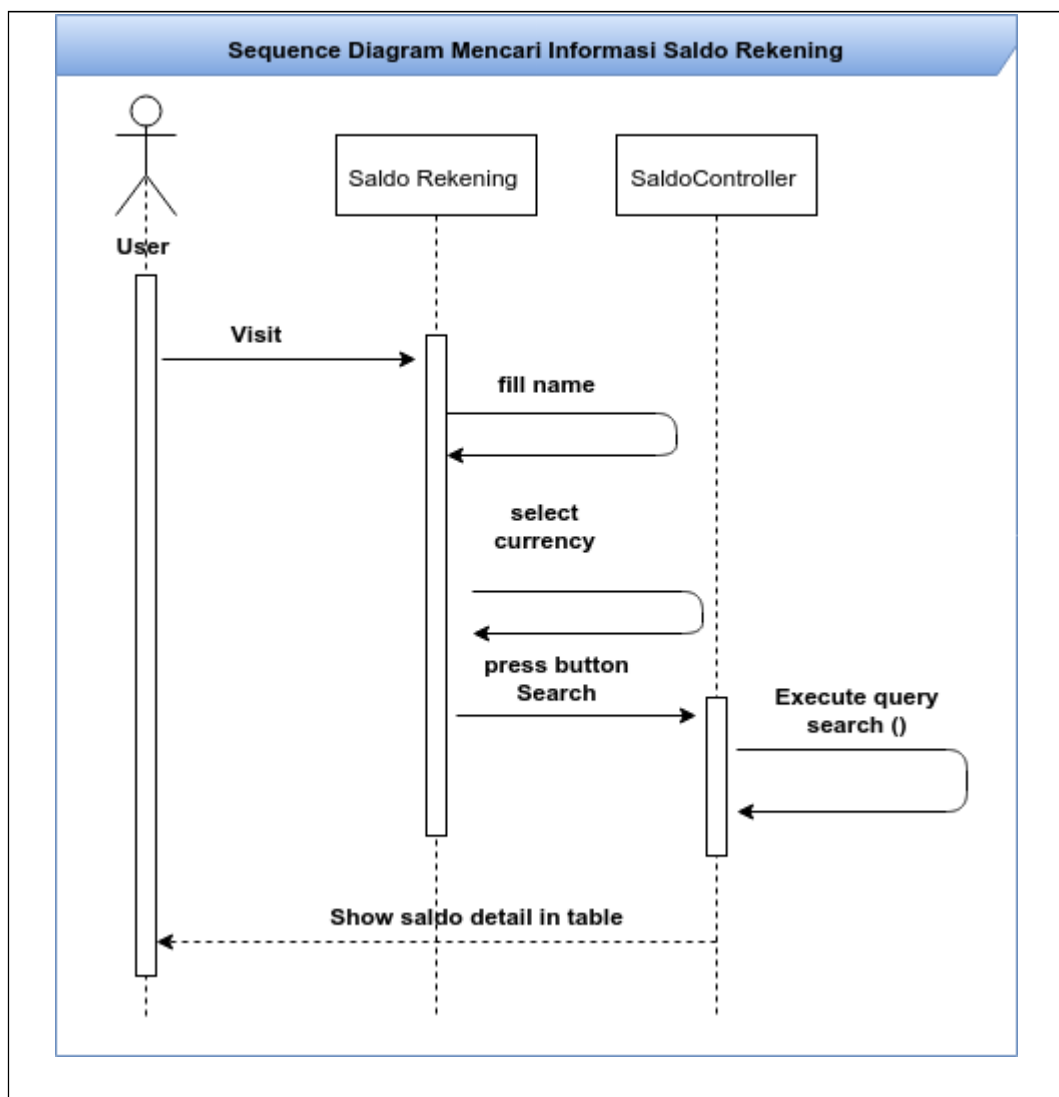 Sequence Diagram Mencari Informasi Saldo Rekening
Saldo Rekening
SaldoController
User
Visit
fill name
select
currency
press button
Search
Execute query
search ()
Show saldo detail in table